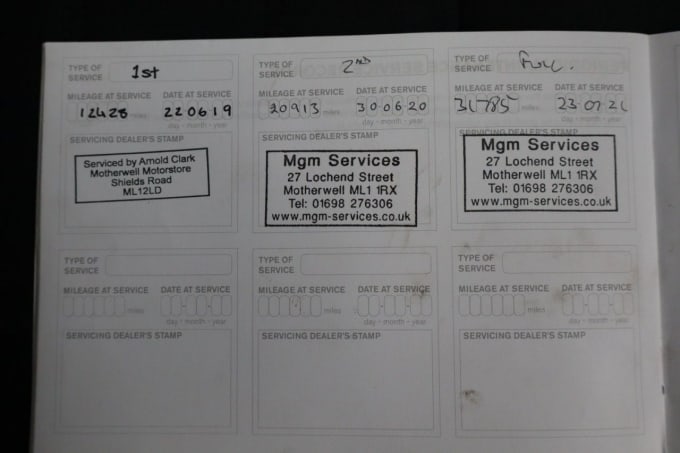 TYPE OF SERVICE 1st
MILEAGE AT SERVICE DATE AT SERVICE
12428 miles 220619
day - month - year
SERVICING DEALER'S STAMP
Serviced by Arnold Clark
Motherwell Motorstore
Shields Road
ML12LD
TYPE OF SERVICE 2ND
MILEAGE AT SERVICE DATE AT SERVICE
20913 miles 30.06.20
day - month - year
SERVICING DEALER'S STAMP
Mgm Services
27 Lochend Street
Motherwell ML1 1RX
Tel: 01698 276306
www.mgm-services.co.uk
TYPE OF SERVICE Full.
MILEAGE AT SERVICE DATE AT SERVICE
miles
day - month - year
SERVICING DEALER'S STAMP
Mgm Services
27 Lochend Street
Motherwell ML1 1RX
Tel: 01698 276306
www.mgm-services.co.uk
TYPE OF
SERVICE
MILEAGE AT SERVICE DATE AT SERVICE
miles
day - month - year
SERVICING DEALER'S STAMP
TYPE OF
SERVICE
MILEAGE AT SERVICE DATE AT SERVICE
miles
day - month - year
SERVICING DEALER'S STAMP
TYPE OF
SERVICE
MILEAGE AT SERVICE DATE AT SERVICE
miles
day - month - year
SERVICING DEALER'S STAMP